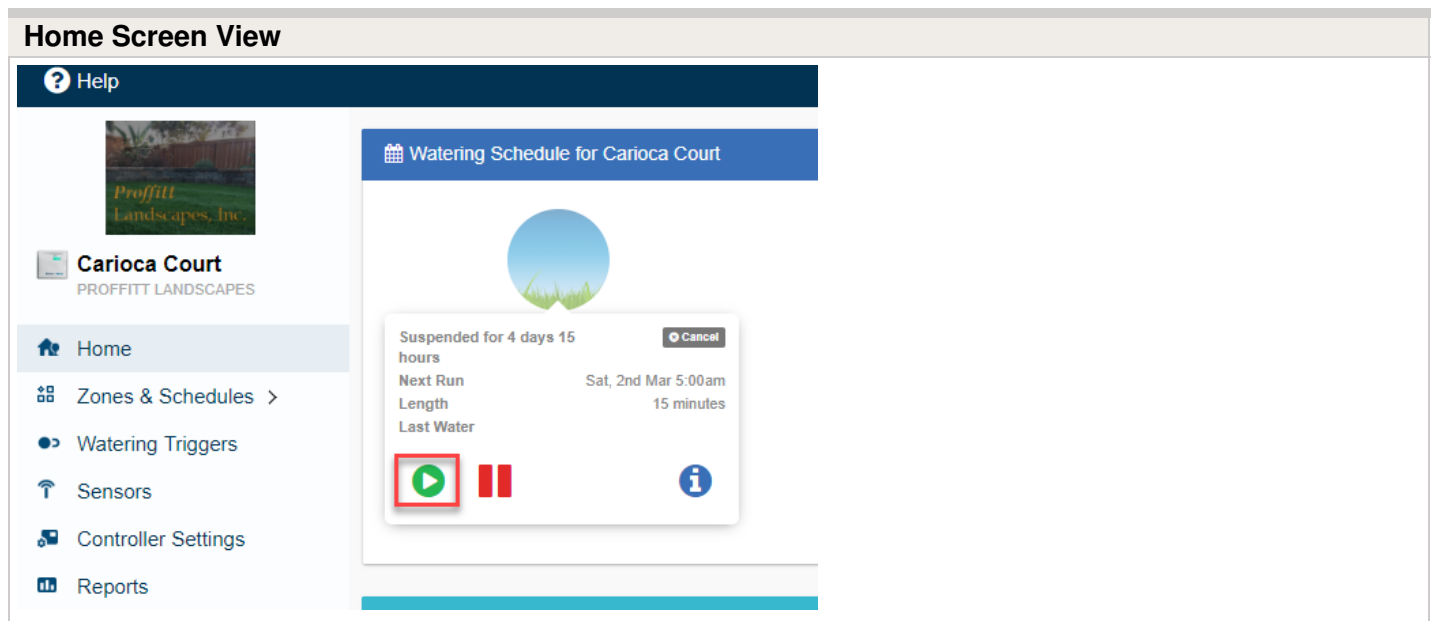 Home Screen View
Help
Proffitt
Landscapes, Inc.
Carioca Court
PROFFITT LANDSCAPES
Home
Zones & Schedules
Watering Triggers
Sensors
Controller Settings
Reports
Watering Schedule for Carioca Court
Suspended for 4 days 15
hours
Cancel
Next Run Sat, 2nd Mar 5:00am
Length 15 minutes
Last Water